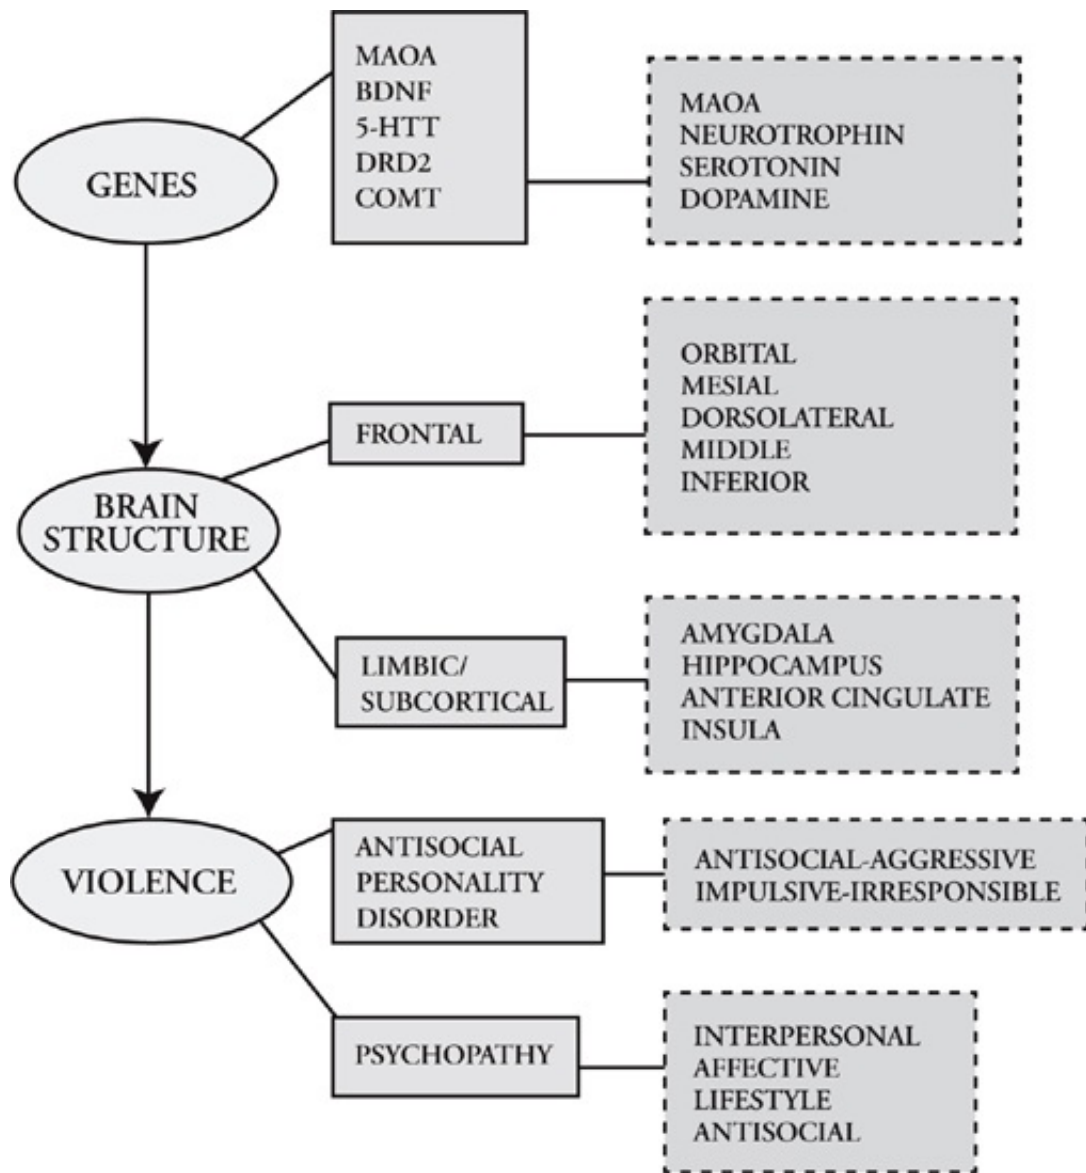 GENES
MAOA
BDNF
5-HTT
DRD2
COMT
MAOA
NEUROTROPHIN
SEROTONIN
DOPAMINE
BRAIN
STRUCTURE
FRONTAL
ORBITAL
MESIAL
DORSOLATERAL
MIDDLE
INFERIOR
LIMBIC/
SUBCORTICAL
AMYGDALA
HIPPOCAMPUS
ANTERIOR CINGULATE
INSULA
VIOLENCE
ANTISOCIAL
PERSONALITY
DISORDER
ANTISOCIAL-AGGRESSIVE
IMPULSIVE-IRRESPONSIBLE
PSYCHOPATHY
INTERPERSONAL
AFFECTIVE
LIFESTYLE
ANTISOCIAL